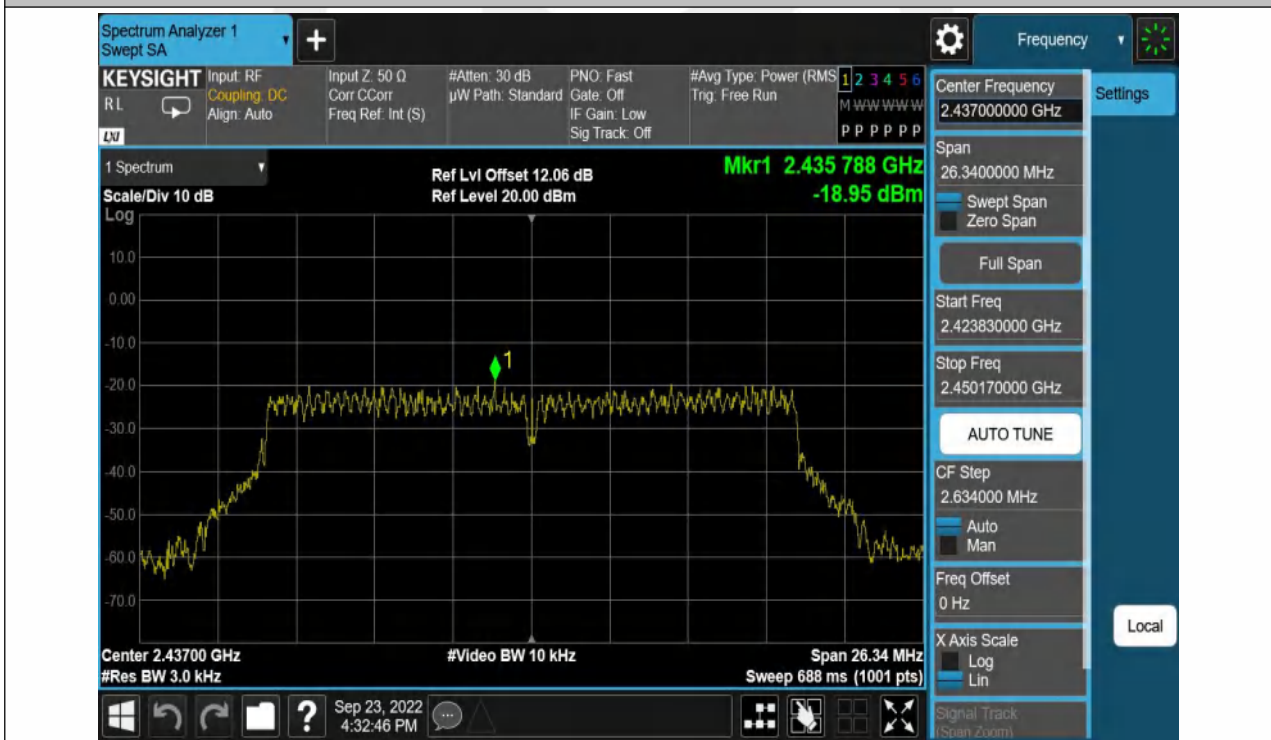 Spectrum Analyzer 1
Swept SA
+
Frequency
KEYSIGHT
RL
LXI
Input: RF
Coupling: DC
Align: Auto
Input Z: 50 Ω
Corr CCorr
Freq Ref: Int (S)
#Atten: 30 dB
µW Path: Standard
PNO: Fast
Gate: Off
IF Gain: Low
Sig Track: Off
#Avg Type: Power (RMS
Trig: Free Run
1 2 3 4 5 6
M W W W W W
P P P P P P
1 Spectrum
Scale/Div 10 dB
Log
Ref Lvl Offset 12.06 dB
Ref Level 20.00 dBm
Mkr1 2.435 788 GHz
-18.95 dBm
10.0
0.00
-10.0
-20.0
-30.0
-40.0
-50.0
-60.0
-70.0
1
Center 2.43700 GHz
#Res BW 3.0 kHz
#Video BW 10 kHz
Span 26.34 MHz
Sweep 688 ms (1001 pts)
Center Frequency
2.437000000 GHz
Settings
Span
26.3400000 MHz
Swept Span
Zero Span
Full Span
Start Freq
2.423830000 GHz
Stop Freq
2.450170000 GHz
AUTO TUNE
CF Step
2.634000 MHz
Auto
Man
Freq Offset
0 Hz
X Axis Scale
Log
Lin
Local
Signal Track
(Span Zoom)
?
Sep 23, 2022
4:32:46 PM